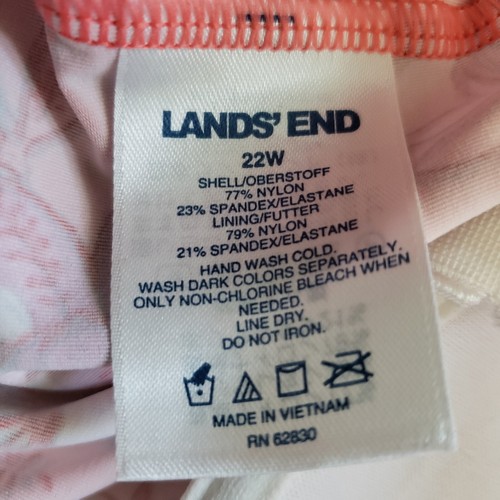 LANDS' END
22W
SHELL/OBERSTOFF
77% NYLON
23% SPANDEX/ELASTANE
LINING/FUTTER
79% NYLON
21% SPANDEX/ELASTANE
HAND WASH COLD.
WASH DARK COLORS SEPARATELY.
ONLY NON-CHLORINE BLEACH WHEN
NEEDED.
LINE DRY.
DO NOT IRON.
MADE IN VIETNAM
RN 62830